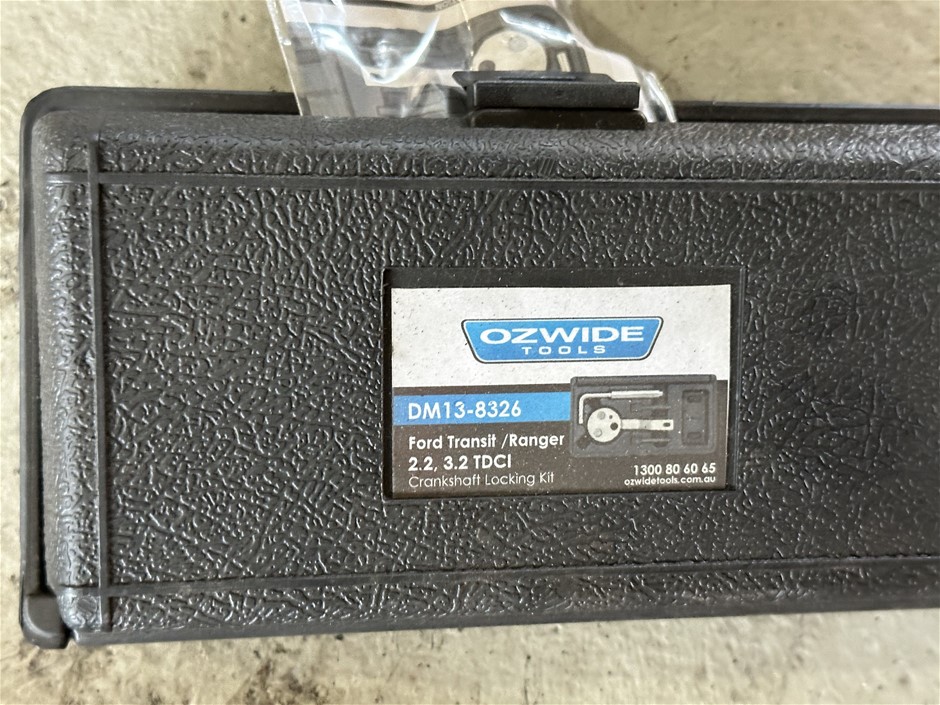 OZWIDE
TOOLS
DM13-8326
Ford Transit /Ranger
2.2, 3.2 TDCI
Crankshaft Locking Kit
1300 80 60 65
ozwidetools.com.au